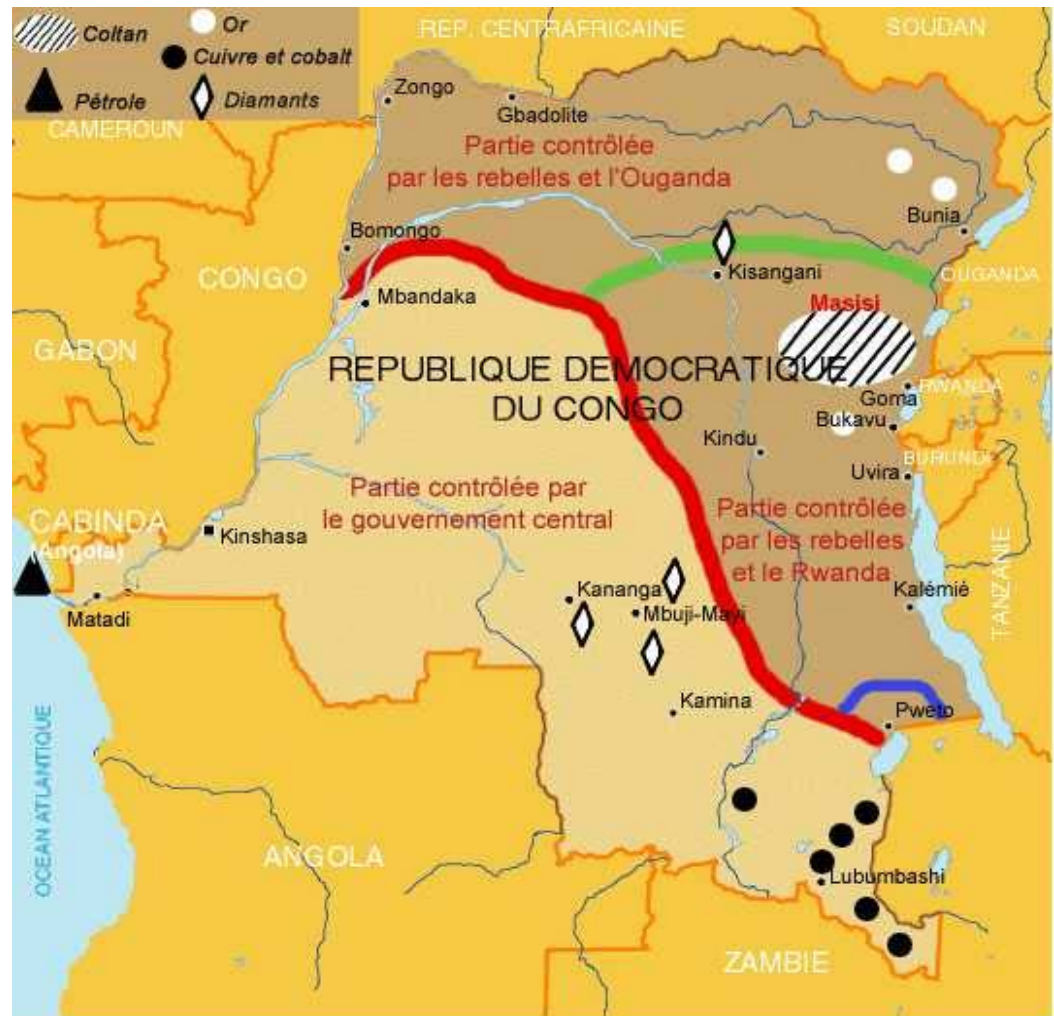 Coltan
Or
Cuivre et cobalt
Pétrole
Diamants
REP. CENTRAFRICAINE
SOUDAN
CAMEROUN
Zongo
Gbadolite
Partie contrôlée
par les rebelles et l'Ouganda
Bunia
Bomongo
CONGO
Kisangani
OUGANDA
Mbandaka
Masisi
GABON
REPUBLIQUE DEMOCRATIQUE
DU CONGO
RWANDA
Goma
Bukavu
Kindu
BURUNDI
Uvira
Partie contrôlée par
le gouvernement central
Partie contrôlée
par les rebelles
et le Rwanda
CABINDA
(Angola)
Kinshasa
TANZANIE
Kananga
Kalémié
Matadi
Mbuji-Mayi
Kamina
Pweto
OCEAN ATLANTIQUE
ANGOLA
Lubumbashi
ZAMBIE